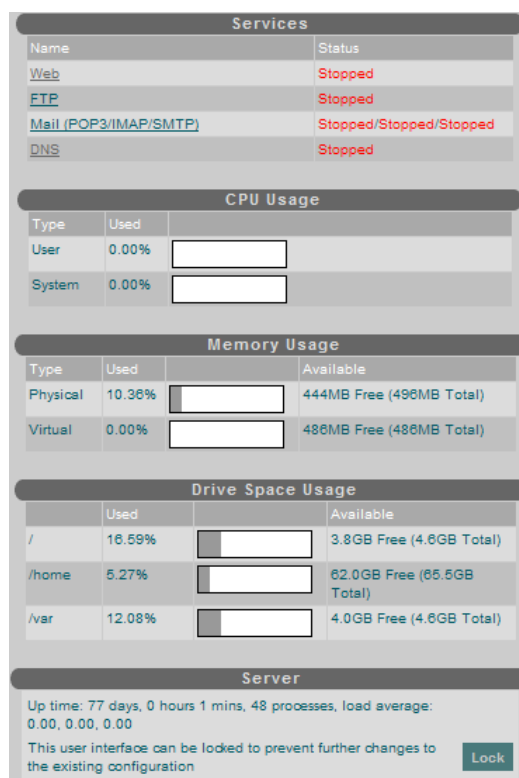 Services
Name Status
Web Stopped
FTP Stopped
Mail (POP3/IMAP/SMTP) Stopped/Stopped/Stopped
DNS Stopped
CPU Usage
Type Used
User 0.00%
System 0.00%
Memory Usage
Type Used Available
Physical 10.36% 444MB Free (496MB Total)
Virtual 0.00% 486MB Free (486MB Total)
Drive Space Usage
Used Available
/ 16.59% 3.8GB Free (4.6GB Total)
/home 5.27% 62.0GB Free (65.5GB
Total)
/var 12.08% 4.0GB Free (4.6GB Total)
Server
Up time: 77 days, 0 hours 1 mins, 48 processes, load average:
0.00, 0.00, 0.00
This user interface can be locked to prevent further changes to
the existing configuration Lock